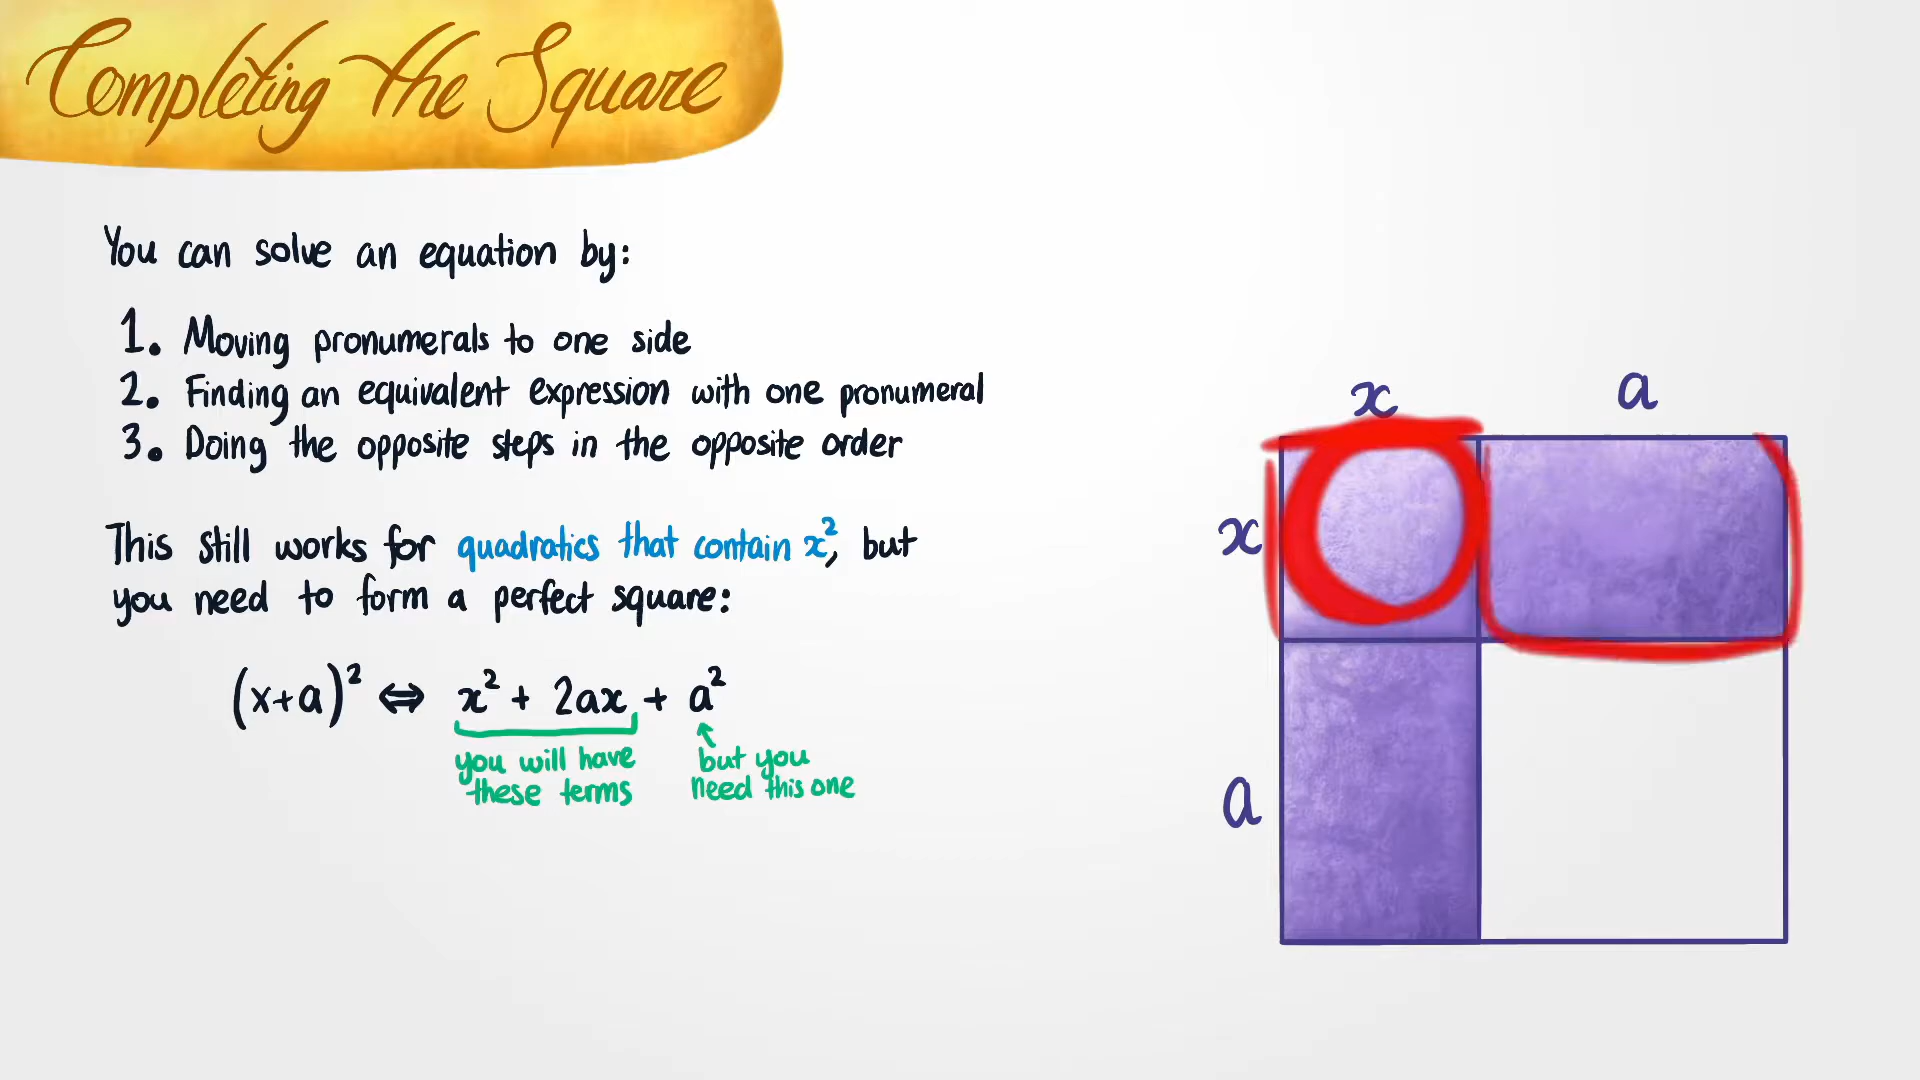 Completing the Square
You can solve an equation by:
1. Moving pronumerals to one side
2. Finding an equivalent expression with one pronumeral
3. Doing the opposite steps in the opposite order
This still works for quadratics that contain x², but
you need to form a perfect square:
(x+a)² ⇔ x² + 2ax + a²
you will have
these terms
but you
need this one
x
a
x
a